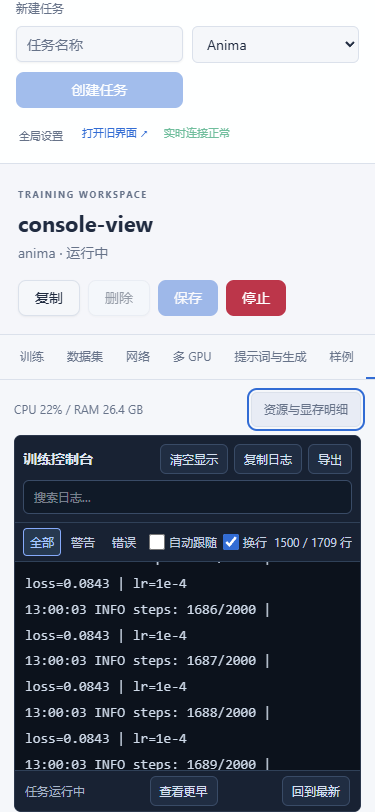 新建任务
任务名称 Anima
创建任务
全局设置 打开旧界面 ↗ 实时连接正常
TRAINING WORKSPACE
console-view
anima · 运行中
复制 删除 保存 停止
训练 数据集 网络 多 GPU 提示词与生成 样例
CPU 22% / RAM 26.4 GB 资源与显存明细
训练控制台 清空显示 复制日志 导出
搜索日志...
全部 警告 错误 自动跟随 换行 1500 / 1709 行
loss=0.0843 | lr=1e-4
13:00:03 INFO steps: 1686/2000 |
loss=0.0843 | lr=1e-4
13:00:03 INFO steps: 1687/2000 |
loss=0.0843 | lr=1e-4
13:00:03 INFO steps: 1688/2000 |
loss=0.0843 | lr=1e-4
13:00:03 INFO steps: 1689/2000 |
任务运行中 查看更早 回到最新